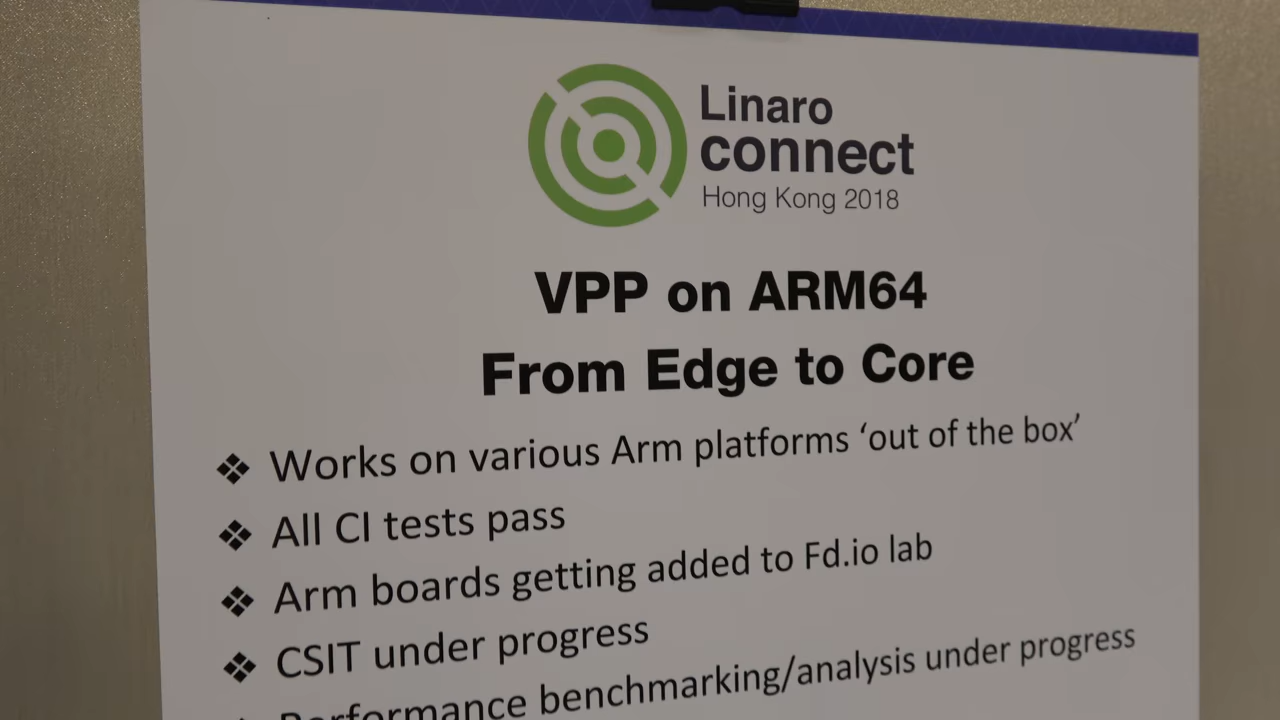 Linaro
connect
Hong Kong 2018
VPP on ARM64
From Edge to Core
❖ Works on various Arm platforms ‘out of the box’
❖ All CI tests pass
❖ Arm boards getting added to Fd.io lab
❖ CSIT under progress
❖ Performance benchmarking/analysis under progress